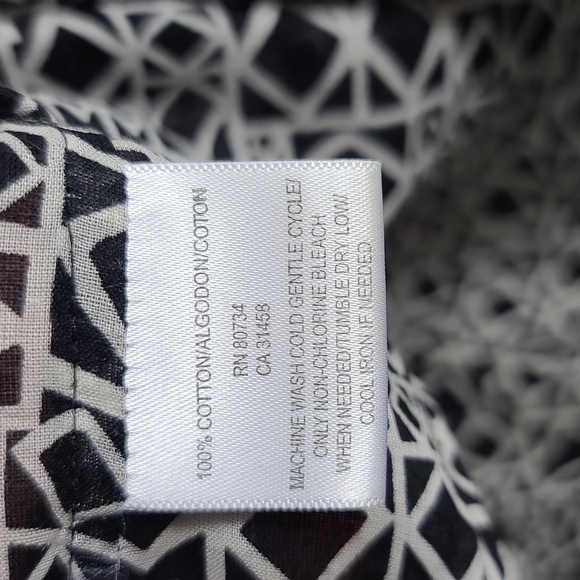 100% COTTON/ALGODON/COTON
RN 80734
CA 31458
MACHINE WASH COLD GENTLE CYCLE/
ONLY NON-CHLORINE BLEACH
WHEN NEEDED/TUMBLE DRY LOW/
COOL IRON IF NEEDED